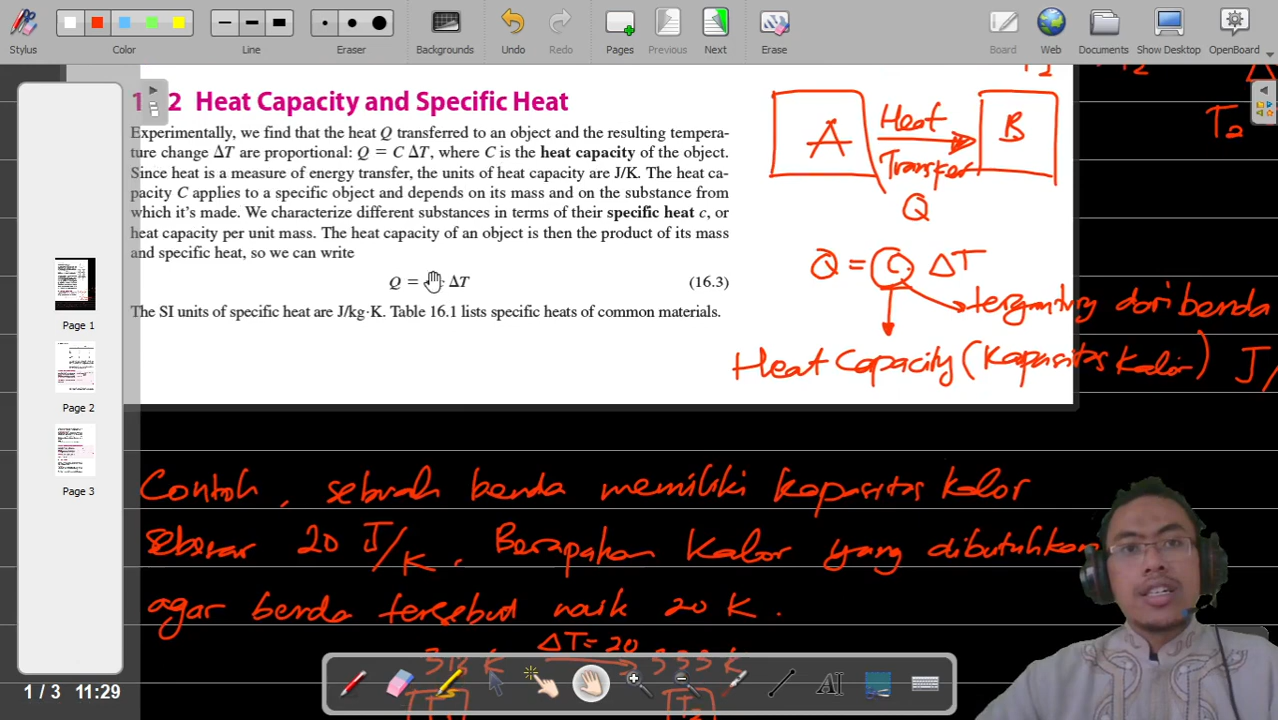 Stylus
Color
Line
Eraser
Backgrounds
Undo
Redo
Pages
Previous
Next
Erase
Board
Web
Documents
Show Desktop
OpenBoard
2 Heat Capacity and Specific Heat
Experimentally, we find that the heat Q transferred to an object and the resulting tempera-
ture change ΔT are proportional: Q = C ΔT, where C is the heat capacity of the object.
Since heat is a measure of energy transfer, the units of heat capacity are J/K. The heat ca-
pacity C applies to a specific object and depends on its mass and on the substance from
which it's made. We characterize different substances in terms of their specific heat c, or
heat capacity per unit mass. The heat capacity of an object is then the product of its mass
and specific heat, so we can write
Q = ΔT (16.3)
The SI units of specific heat are J/kg·K. Table 16.1 lists specific heats of common materials.
T2
A Heat Transfer B
Q
Q = C ΔT
tergantung dari benda
Heat Capacity (Kapasitas Kalor) J/
Contoh, sebuah benda memiliki kapasitas kalor
sebesar 20 J/K. Berapakah kalor yang dibutuhkan
agar benda tersebut naik 20 K.
ΔT = 20
313 K 333 K
T2
Page 1
Page 2
Page 3
1 / 3 11:29